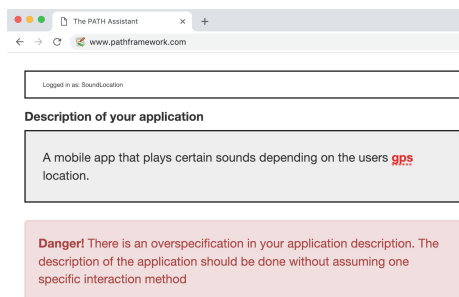 The PATH Assistant
www.pathframework.com
Logged in as: SoundLocation
Description of your application
A mobile app that plays certain sounds depending on the users gps
location.
Danger! There is an overspecification in your application description. The
description of the application should be done without assuming one
specific interaction method